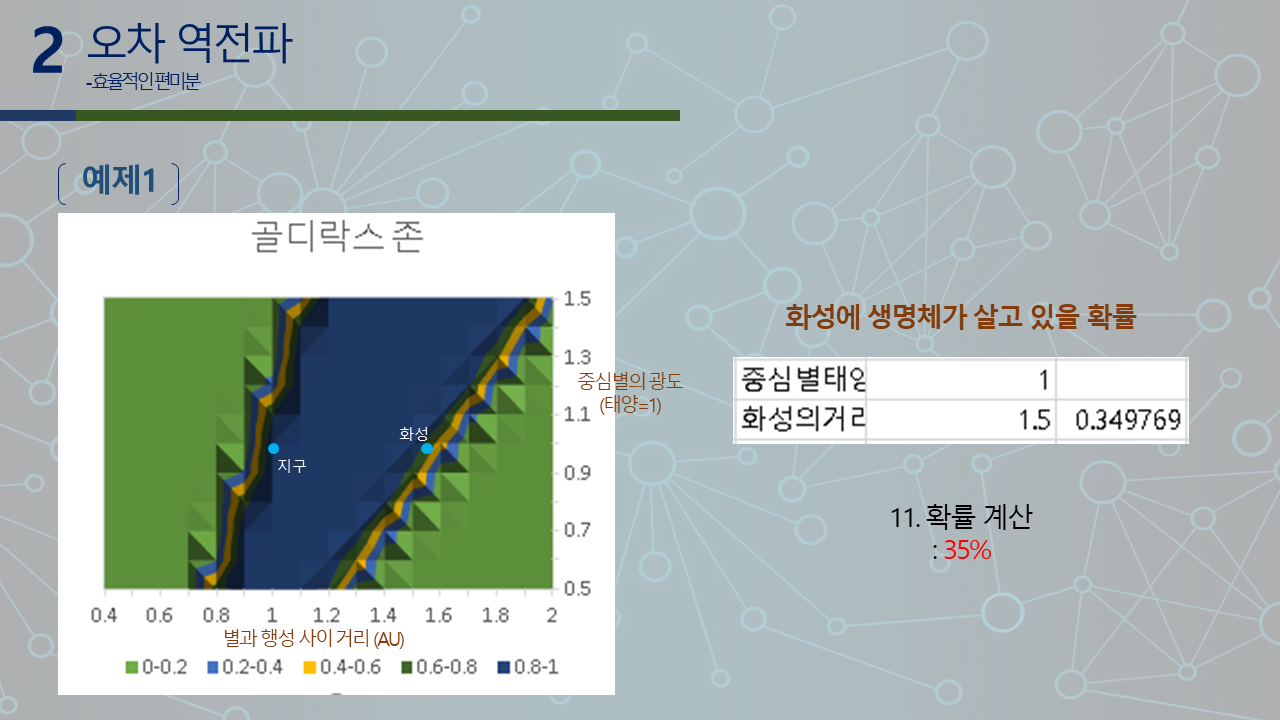 2 오차 역전파
-효율적인 편미분
예제1
골디락스 존
1.5
1.3
1.1
0.9
0.7
0.5
중심별의 광도
(태양=1)
화성
지구
0.4 0.6 0.8 1 1.2 1.4 1.6 1.8 2
별과 행성 사이 거리 (AU)
0-0.2 0.2-0.4 0.4-0.6 0.6-0.8 0.8-1
화성에 생명체가 살고 있을 확률
중심별태양 1
화성의거리 1.5 0.349769
11. 확률 계산
: 35%